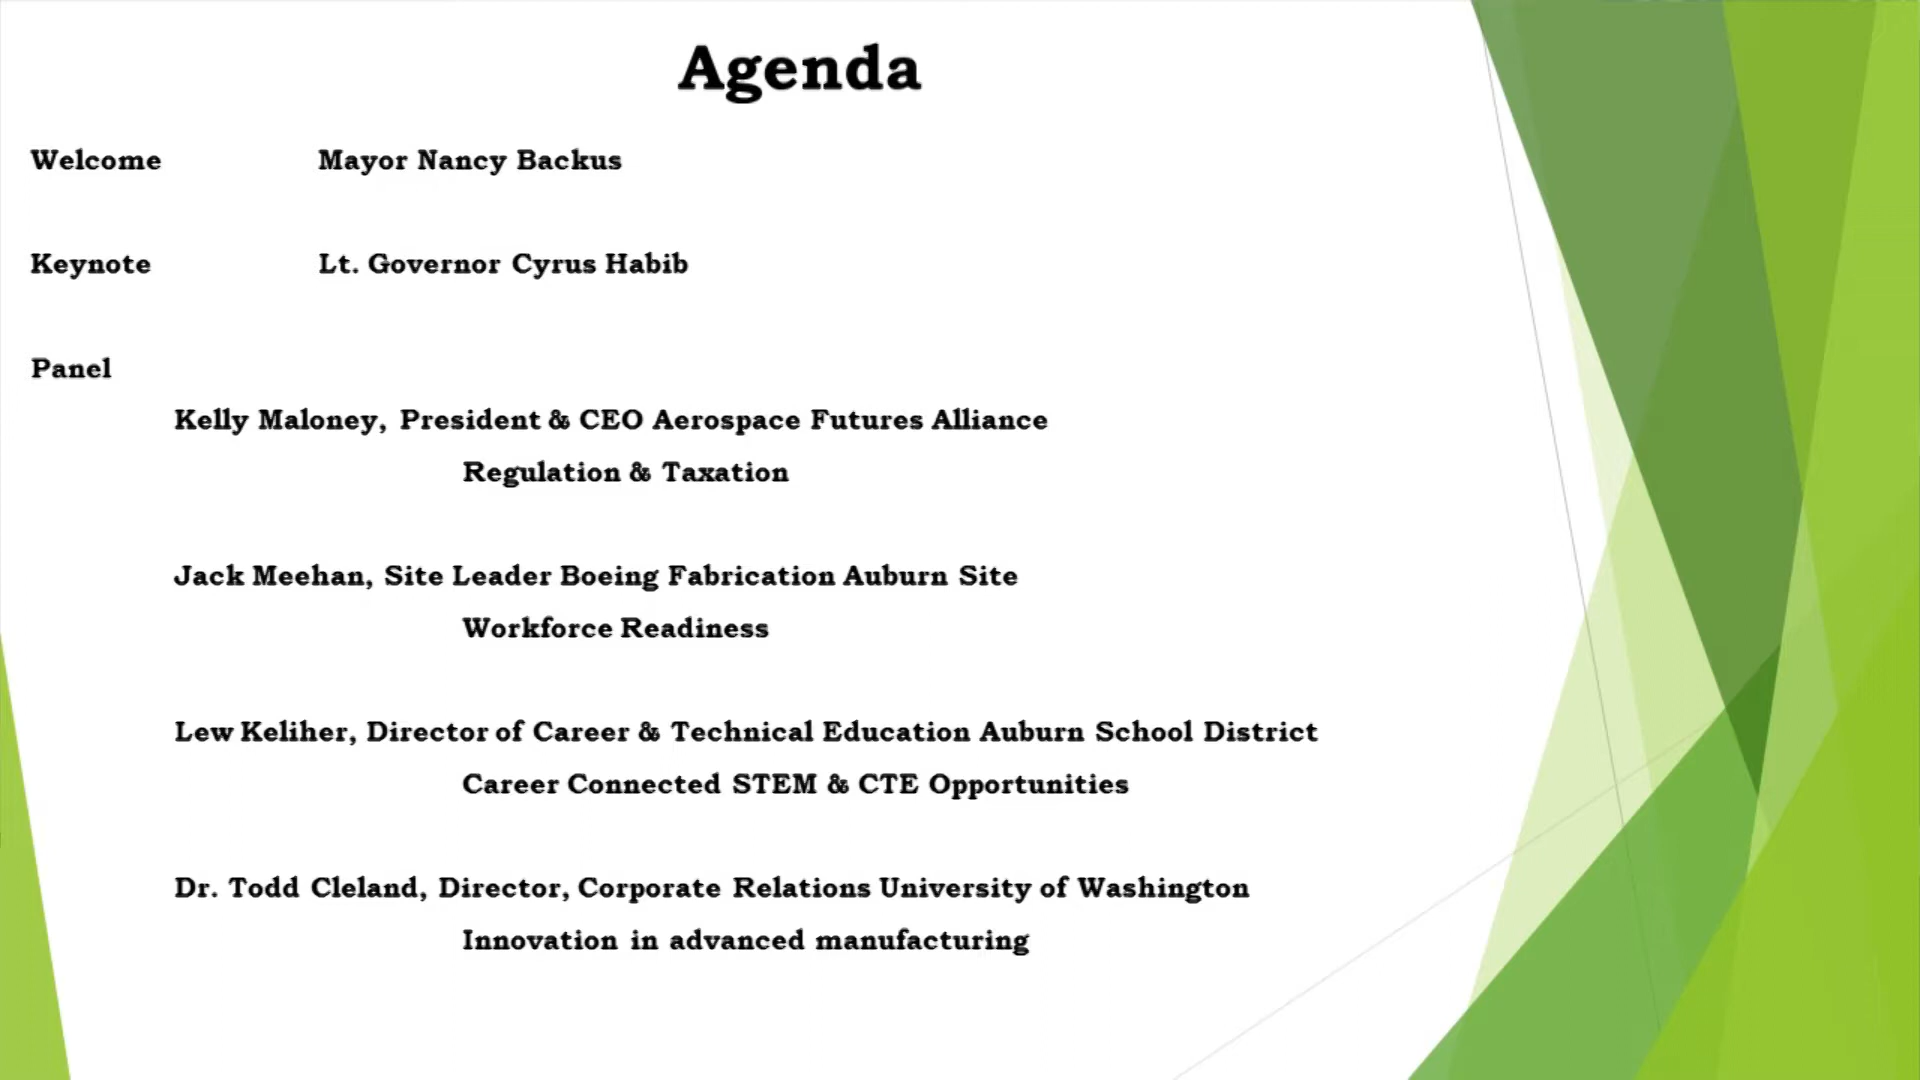 Agenda
Welcome Mayor Nancy Backus
Keynote Lt. Governor Cyrus Habib
Panel
Kelly Maloney, President & CEO Aerospace Futures Alliance
Regulation & Taxation
Jack Meehan, Site Leader Boeing Fabrication Auburn Site
Workforce Readiness
Lew Keliher, Director of Career & Technical Education Auburn School District
Career Connected STEM & CTE Opportunities
Dr. Todd Cleland, Director, Corporate Relations University of Washington
Innovation in advanced manufacturing